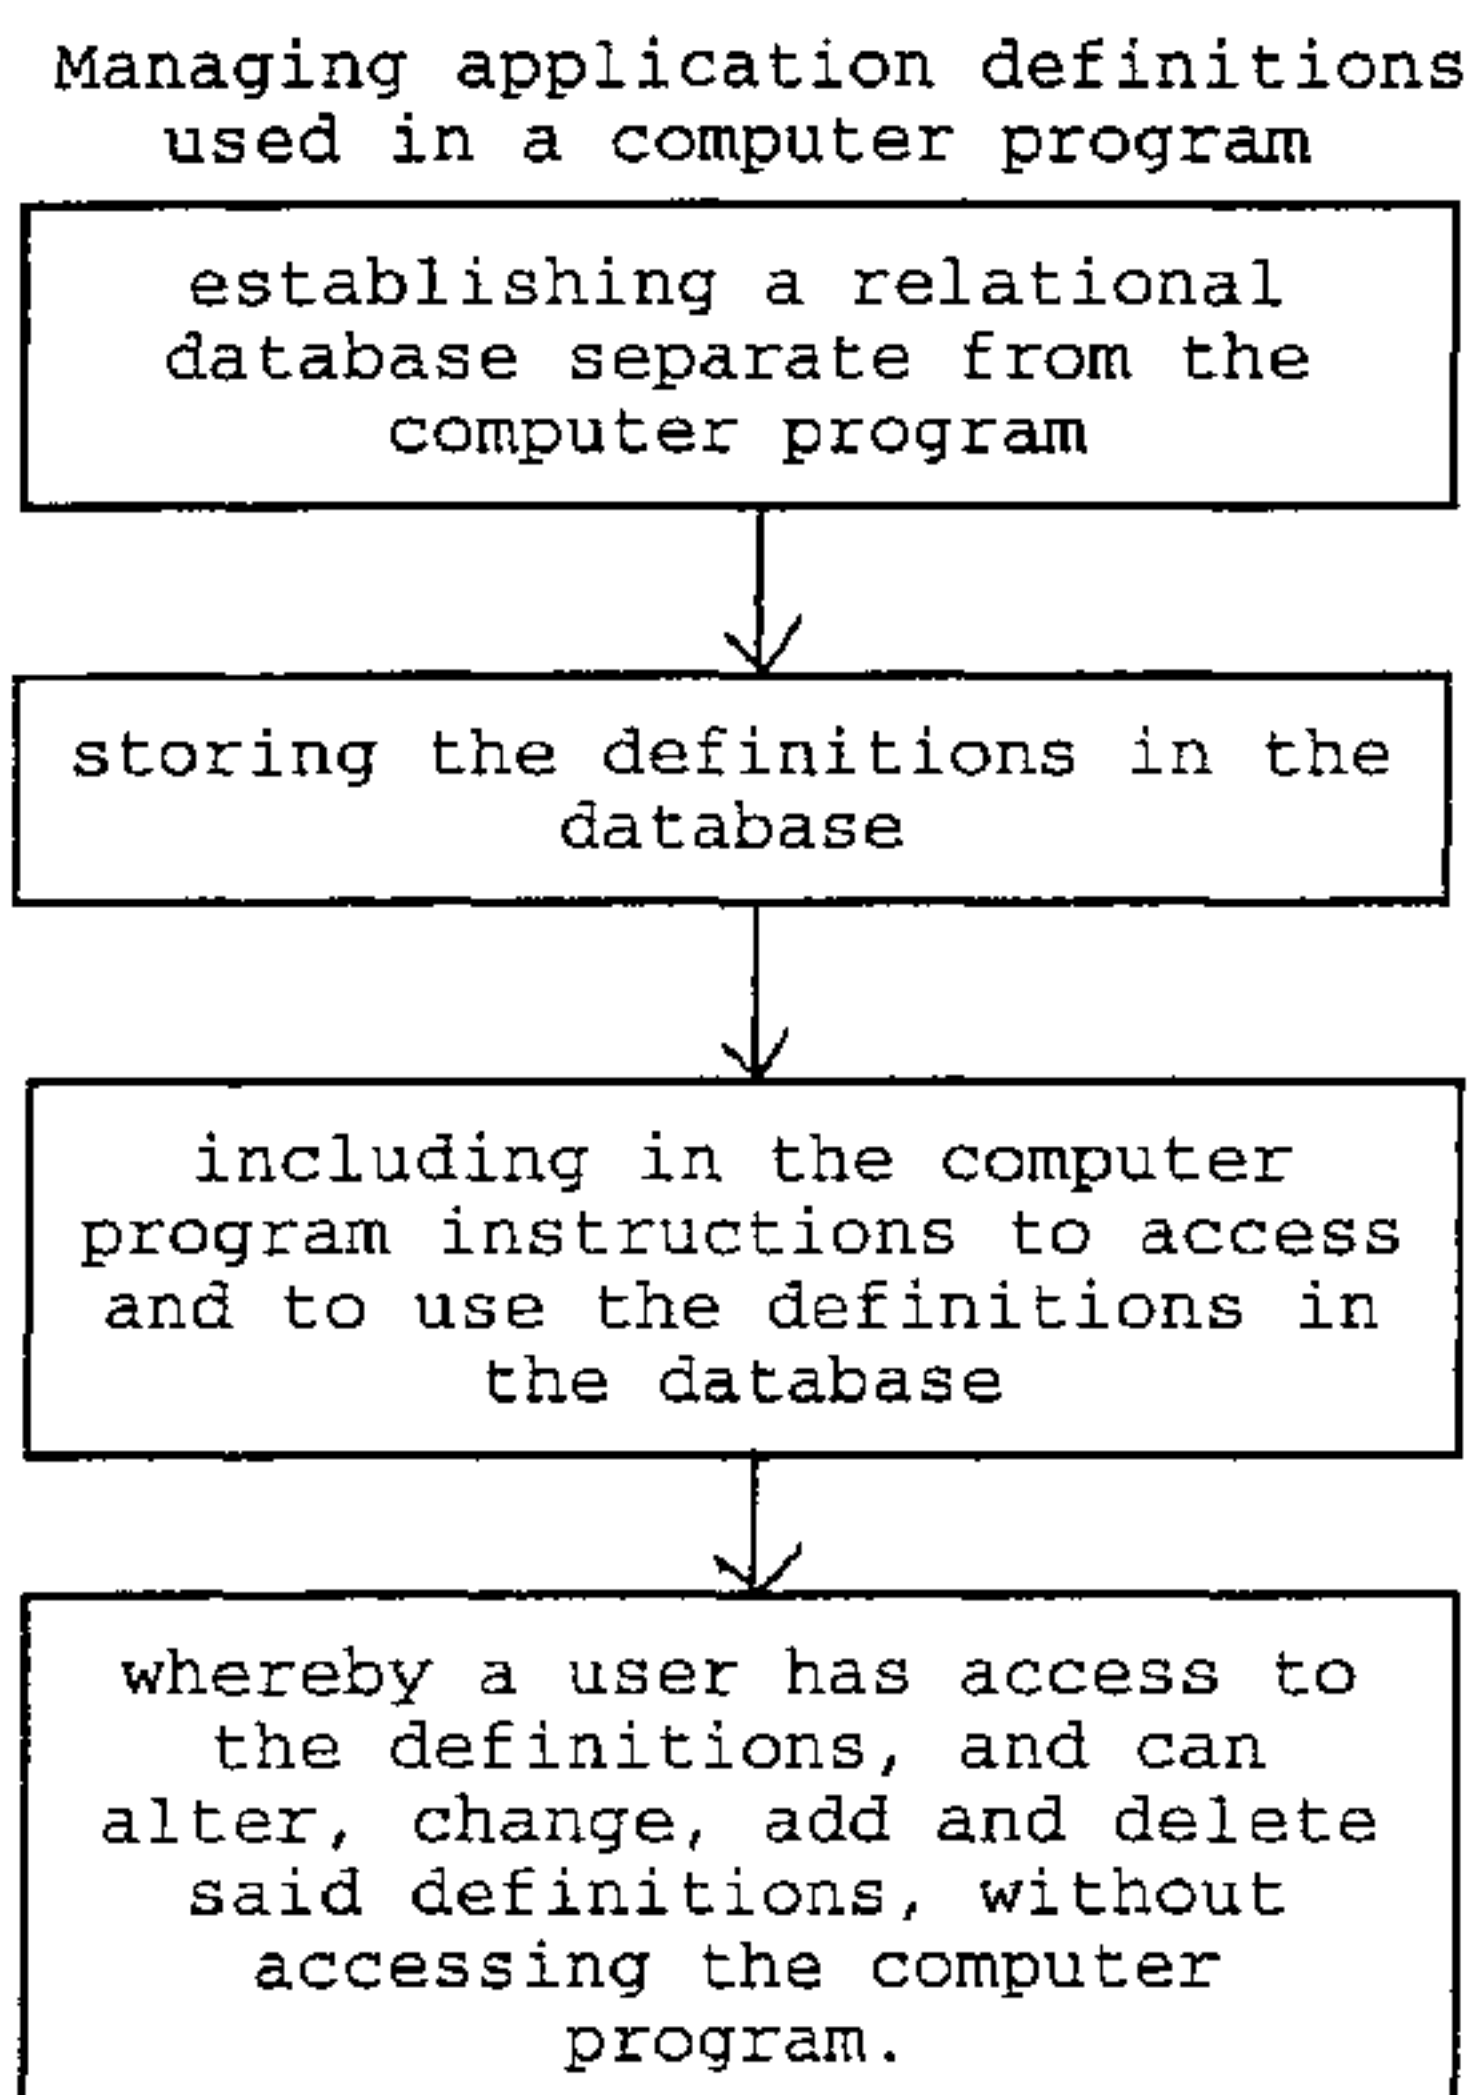 Managing application definitions
used in a computer program
establishing a relational
database separate from the
computer program
storing the definitions in the
database
including in the computer
program instructions to access
and to use the definitions in
the database
whereby a user has access to
the definitions, and can
alter, change, add and delete
said definitions, without
accessing the computer
program.